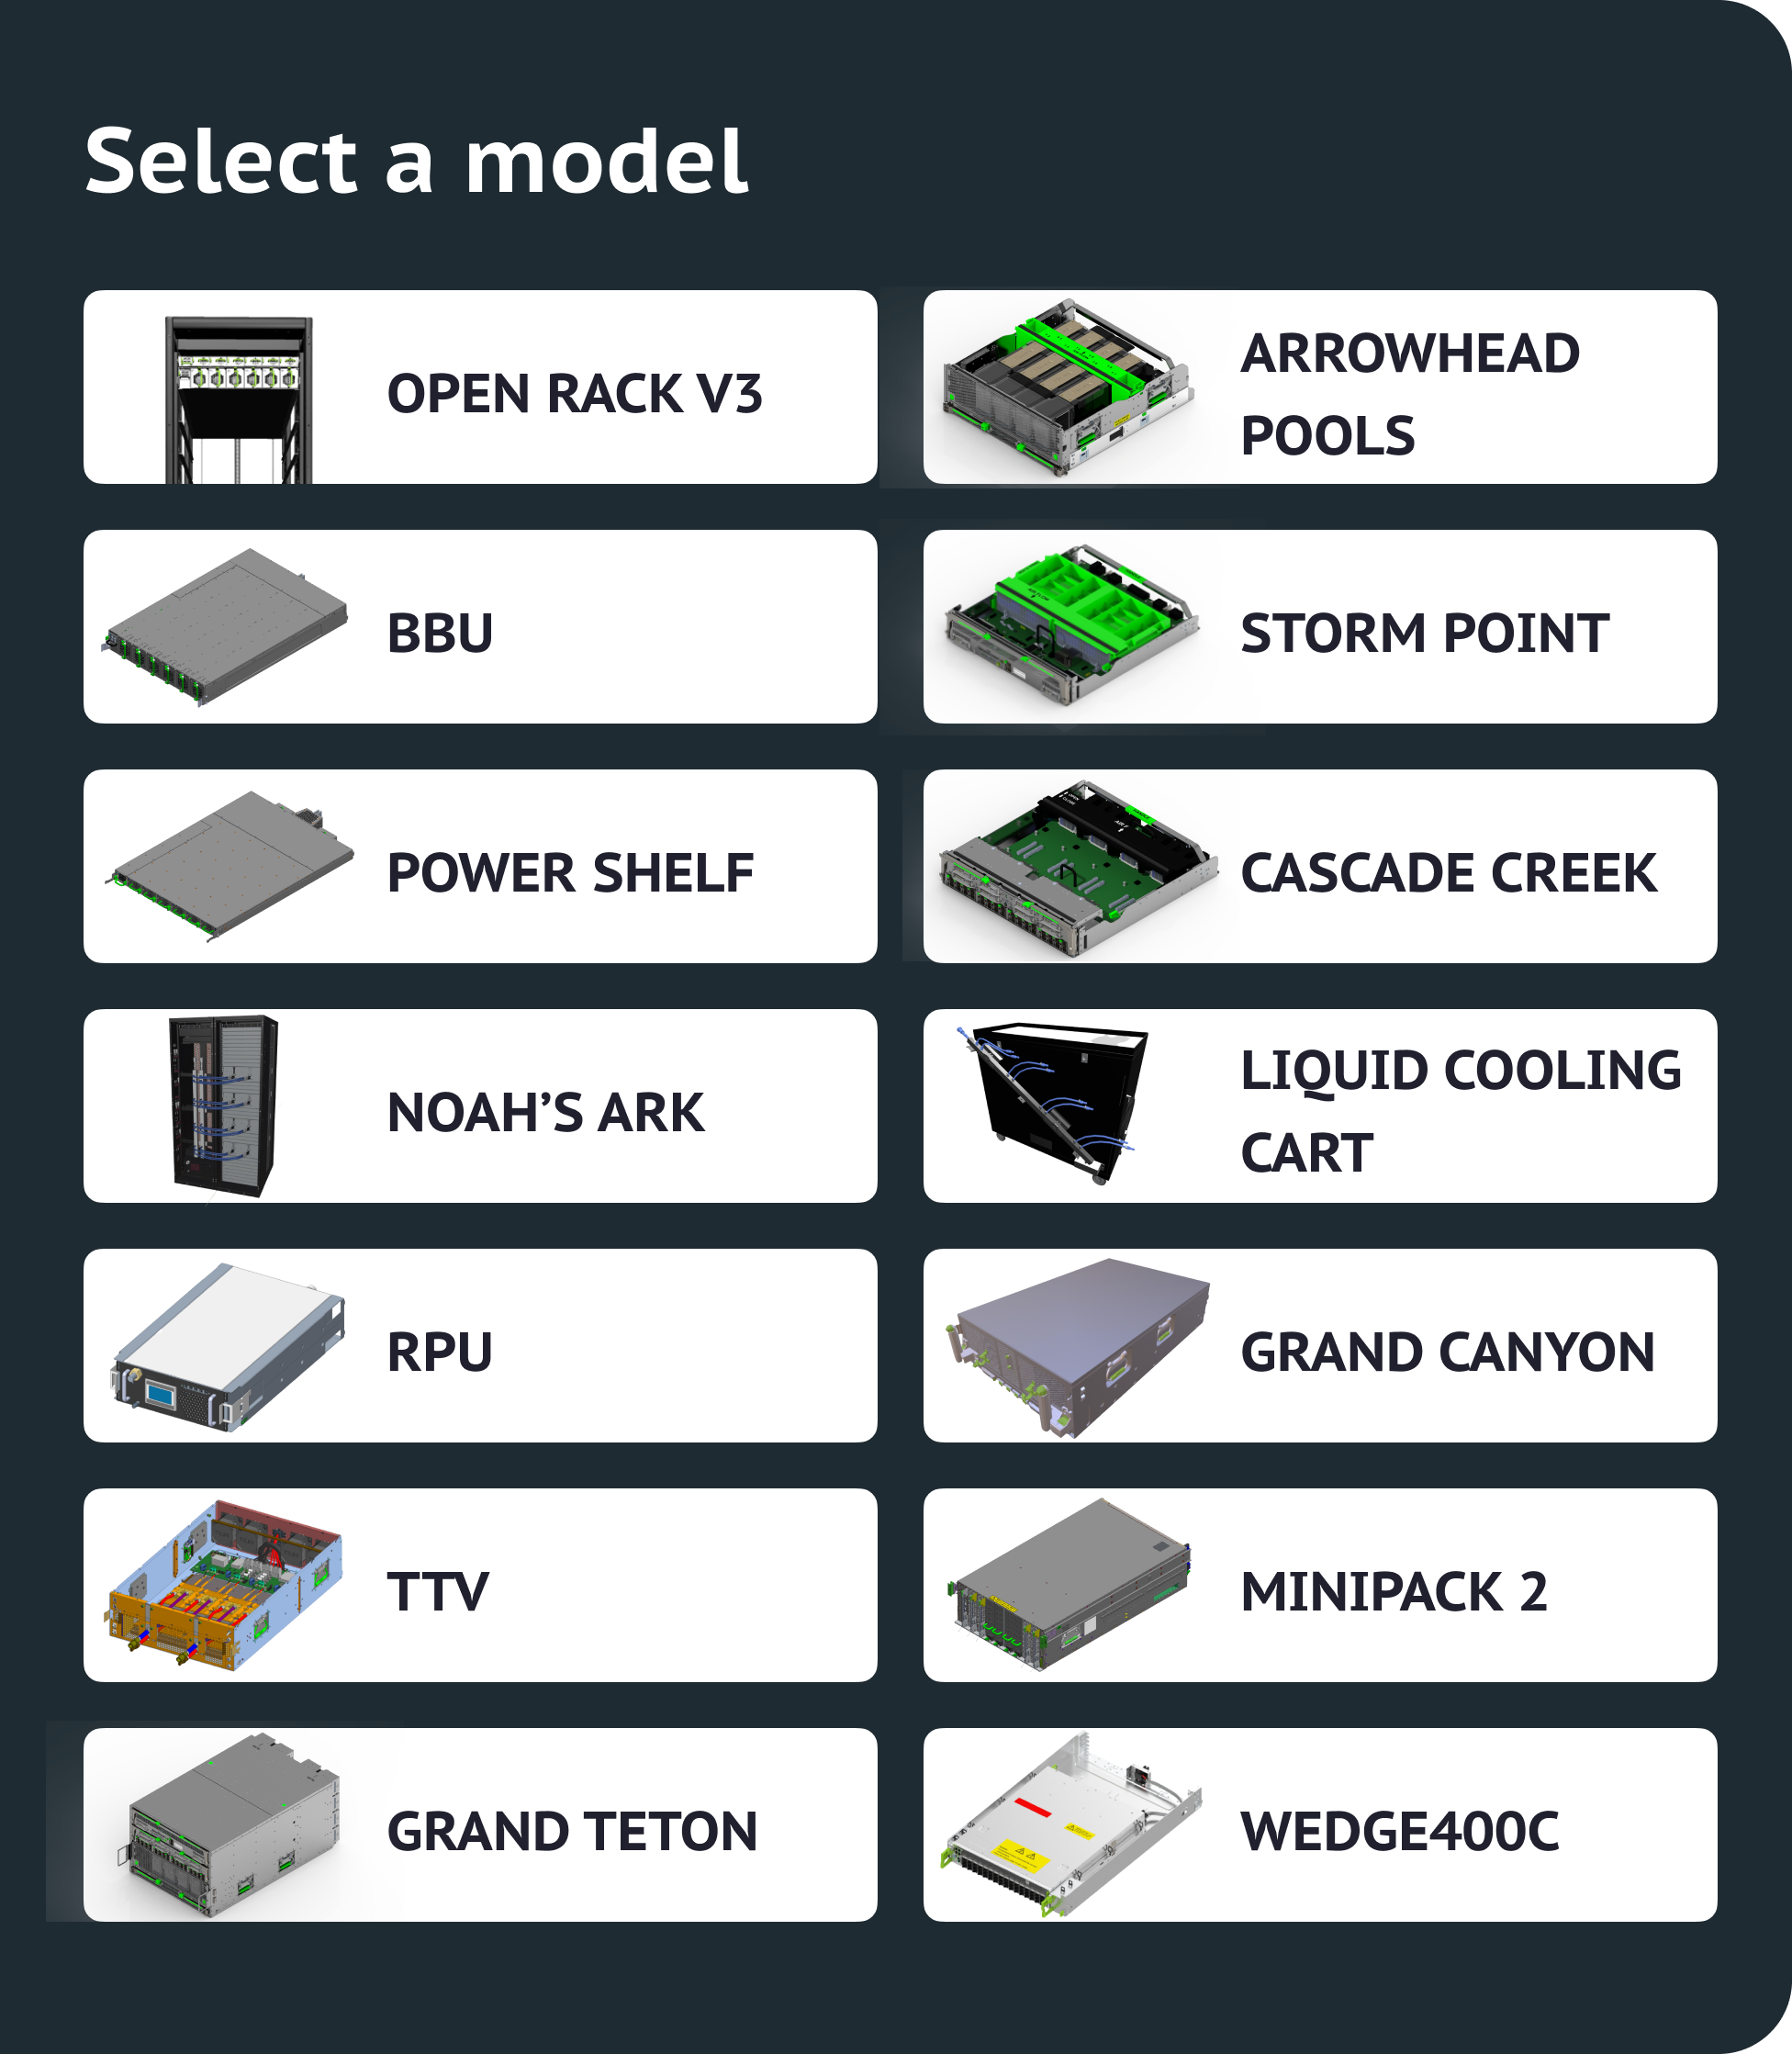 Select a model
OPEN RACK V3
ARROWHEAD
POOLS
BBU
STORM POINT
POWER SHELF
CASCADE CREEK
NOAH’S ARK
LIQUID COOLING
CART
RPU
GRAND CANYON
TTV
MINIPACK 2
GRAND TETON
WEDGE400C